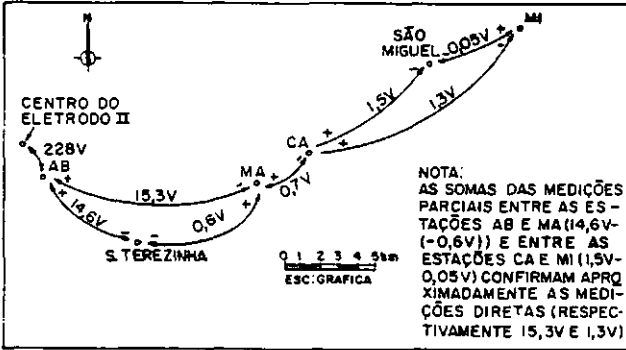 N
MI
SÃO
MIGUEL
0,05V
1,5V
1,3V
CENTRO DO
ELETRODO II
228V
AB
CA
MA
0,7V
15,3V
14,6V
0,6V
S. TEREZINHA
0 1 2 3 4 5km
ESC: GRAFICA
NOTA:
AS SOMAS DAS MEDIÇÕES
PARCIAIS ENTRE AS ES-
TAÇÕES AB E MA (14,6V-
(-0,6V)) E ENTRE AS
ESTAÇÕES CA E MI (1,5V-
0,05V) CONFIRMAM APRO
XIMADAMENTE AS MEDI-
ÇÕES DIRETAS (RESPEC-
TIVAMENTE 15,3V E 1,3V)